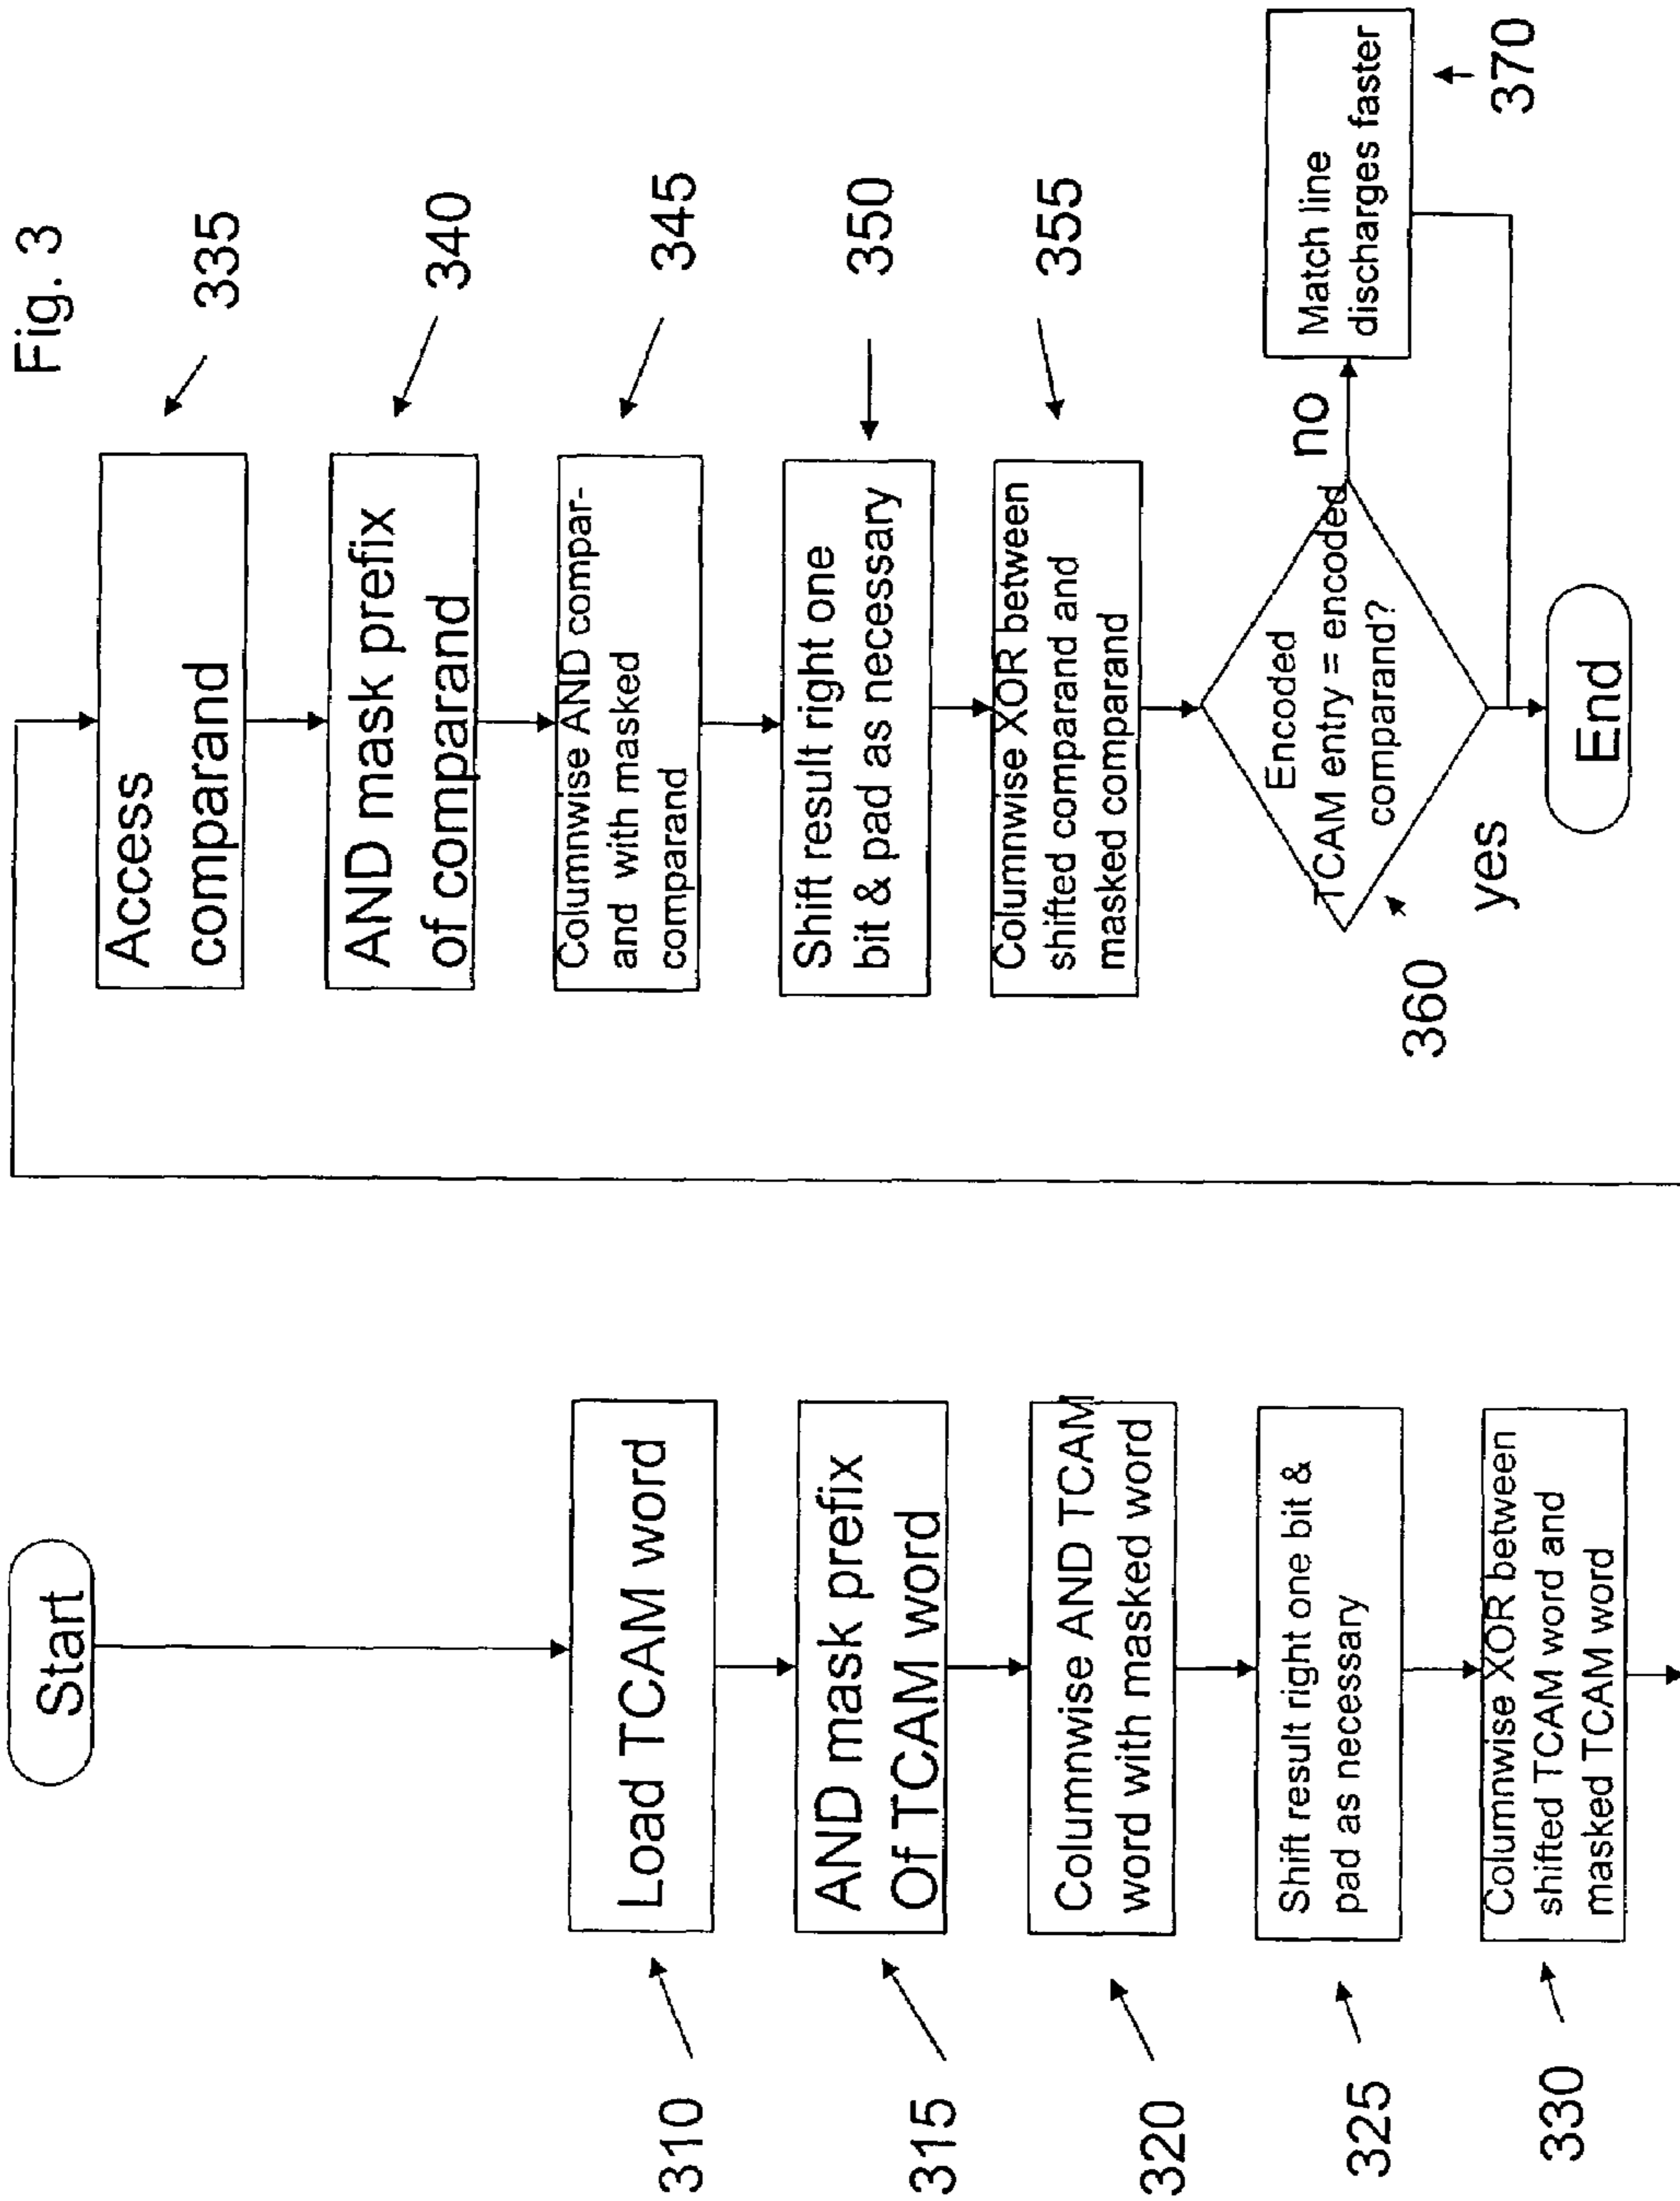 Fig. 3
Start
Load TCAM word
310
AND mask prefix
Of TCAM word
315
Columnwise AND TCAM
word with masked word
320
Shift result right one bit &
pad as necessary
325
Columnwise XOR between
shifted TCAM word and
masked TCAM word
330
Access
comparand
335
AND mask prefix
of comparand
340
Columnwise AND compar-
and with masked
comparand
345
Shift result right one
bit & pad as necessary
350
Columnwise XOR between
shifted comparand and
masked comparand
355
Encoded
TCAM entry = encoded
comparand?
360
no
Match line
discharges faster
370
yes
End